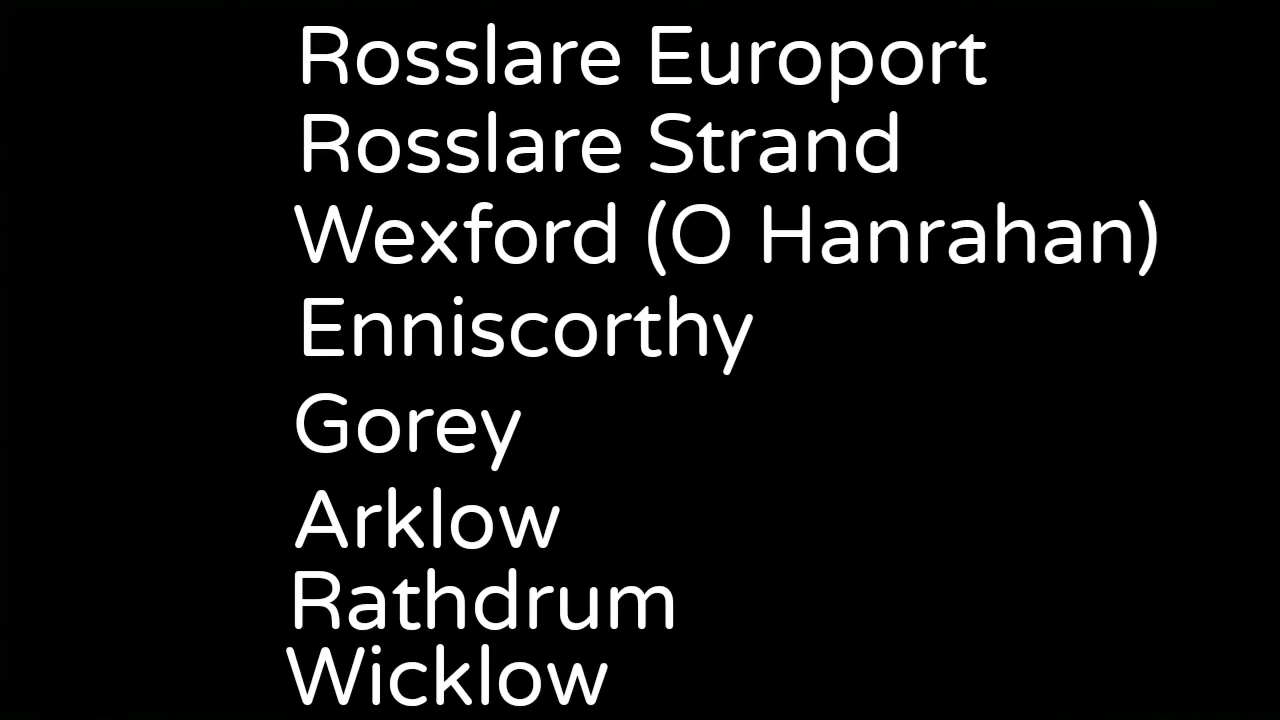 Rosslare Europort
Rosslare Strand
Wexford (O Hanrahan)
Enniscorthy
Gorey
Arklow
Rathdrum
Wicklow